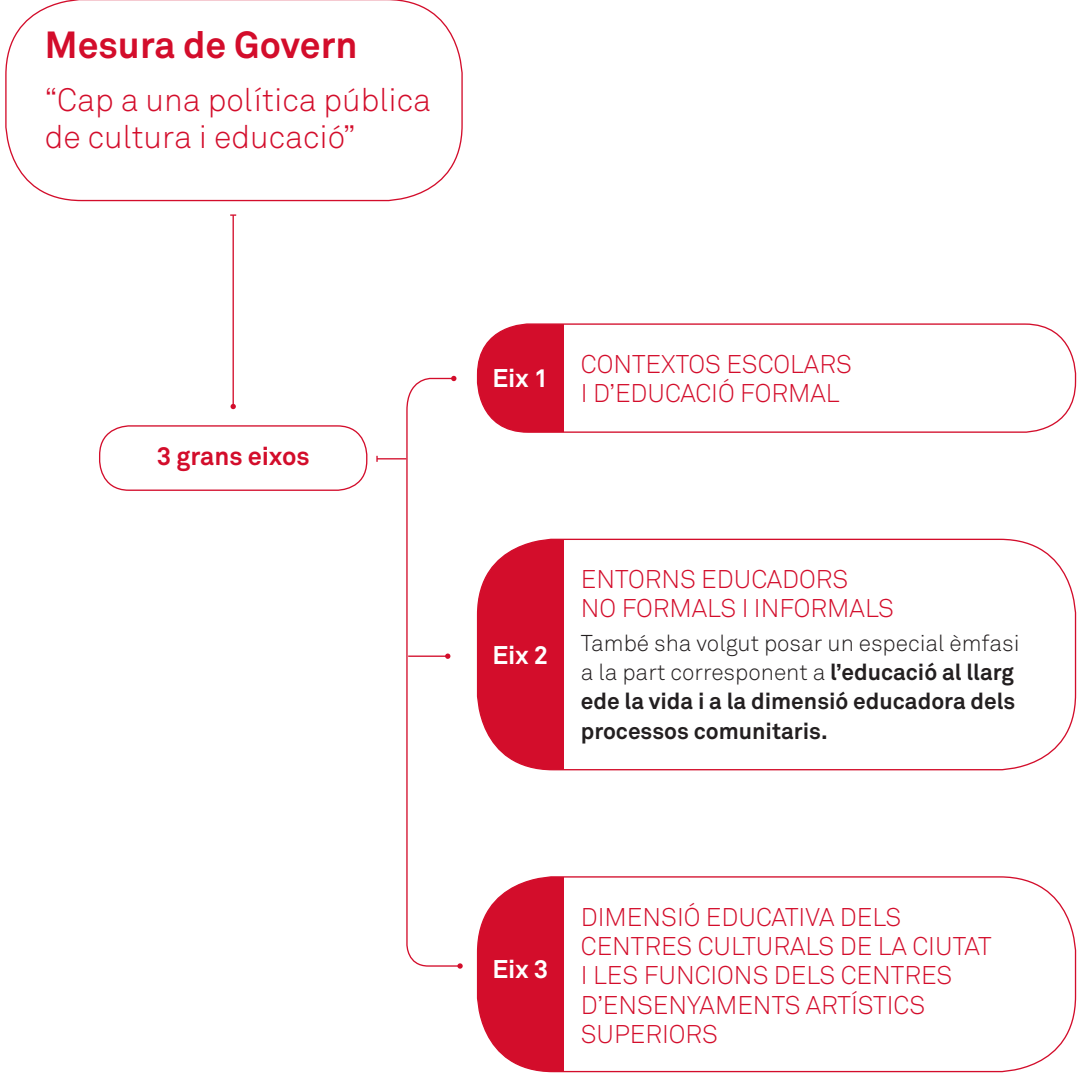 Mesura de Govern
“Cap a una política pública
de cultura i educació”
3 grans eixos
Eix 1
CONTEXTOS ESCOLARS
I D’EDUCACIÓ FORMAL
Eix 2
ENTORNS EDUCADORS
NO FORMALS I INFORMALS
També sha volgut posar un especial èmfasi
a la part corresponent a l’educació al llarg
ede la vida i a la dimensió educadora dels
processos comunitaris.
Eix 3
DIMENSIÓ EDUCATIVA DELS
CENTRES CULTURALS DE LA CIUTAT
I LES FUNCIONS DELS CENTRES
D’ENSENYAMENTS ARTÍSTICS
SUPERIORS